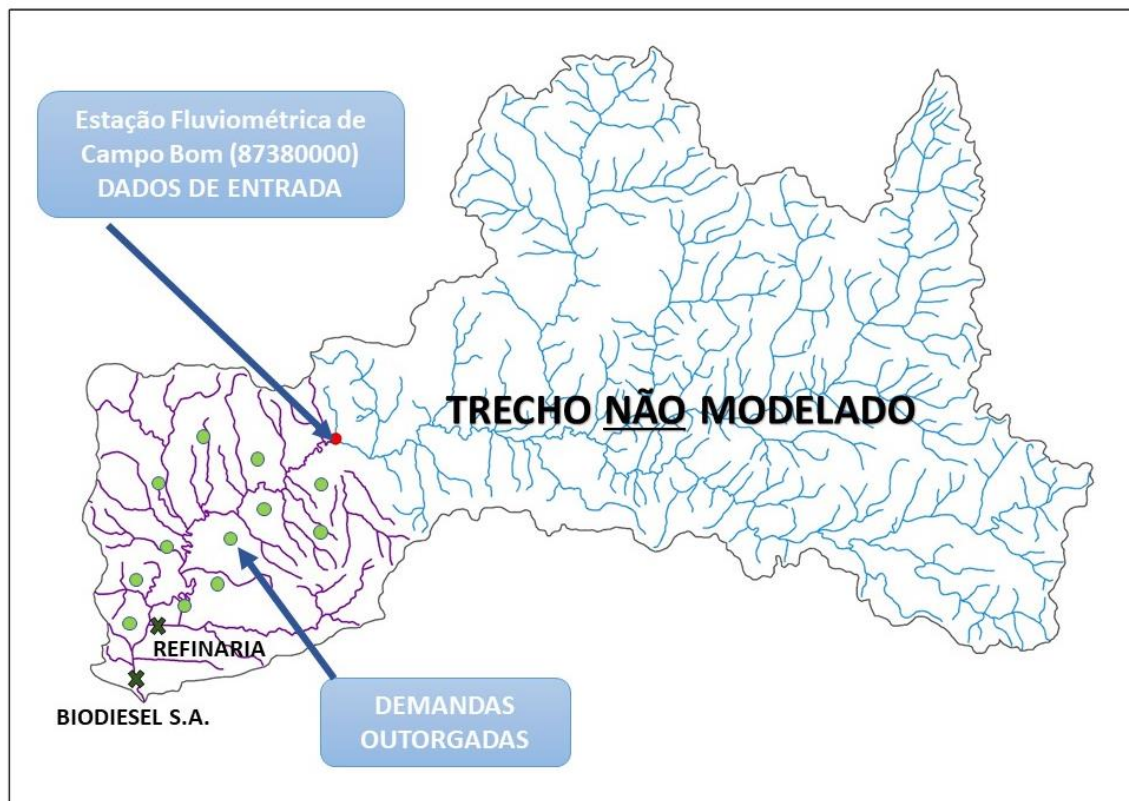 Estação Fluviométrica de
Campo Bom (87380000)
DADOS DE ENTRADA
TRECHO NÃO MODELADO
REFINARIA
BIODIESEL S.A.
DEMANDAS
OUTORGADAS